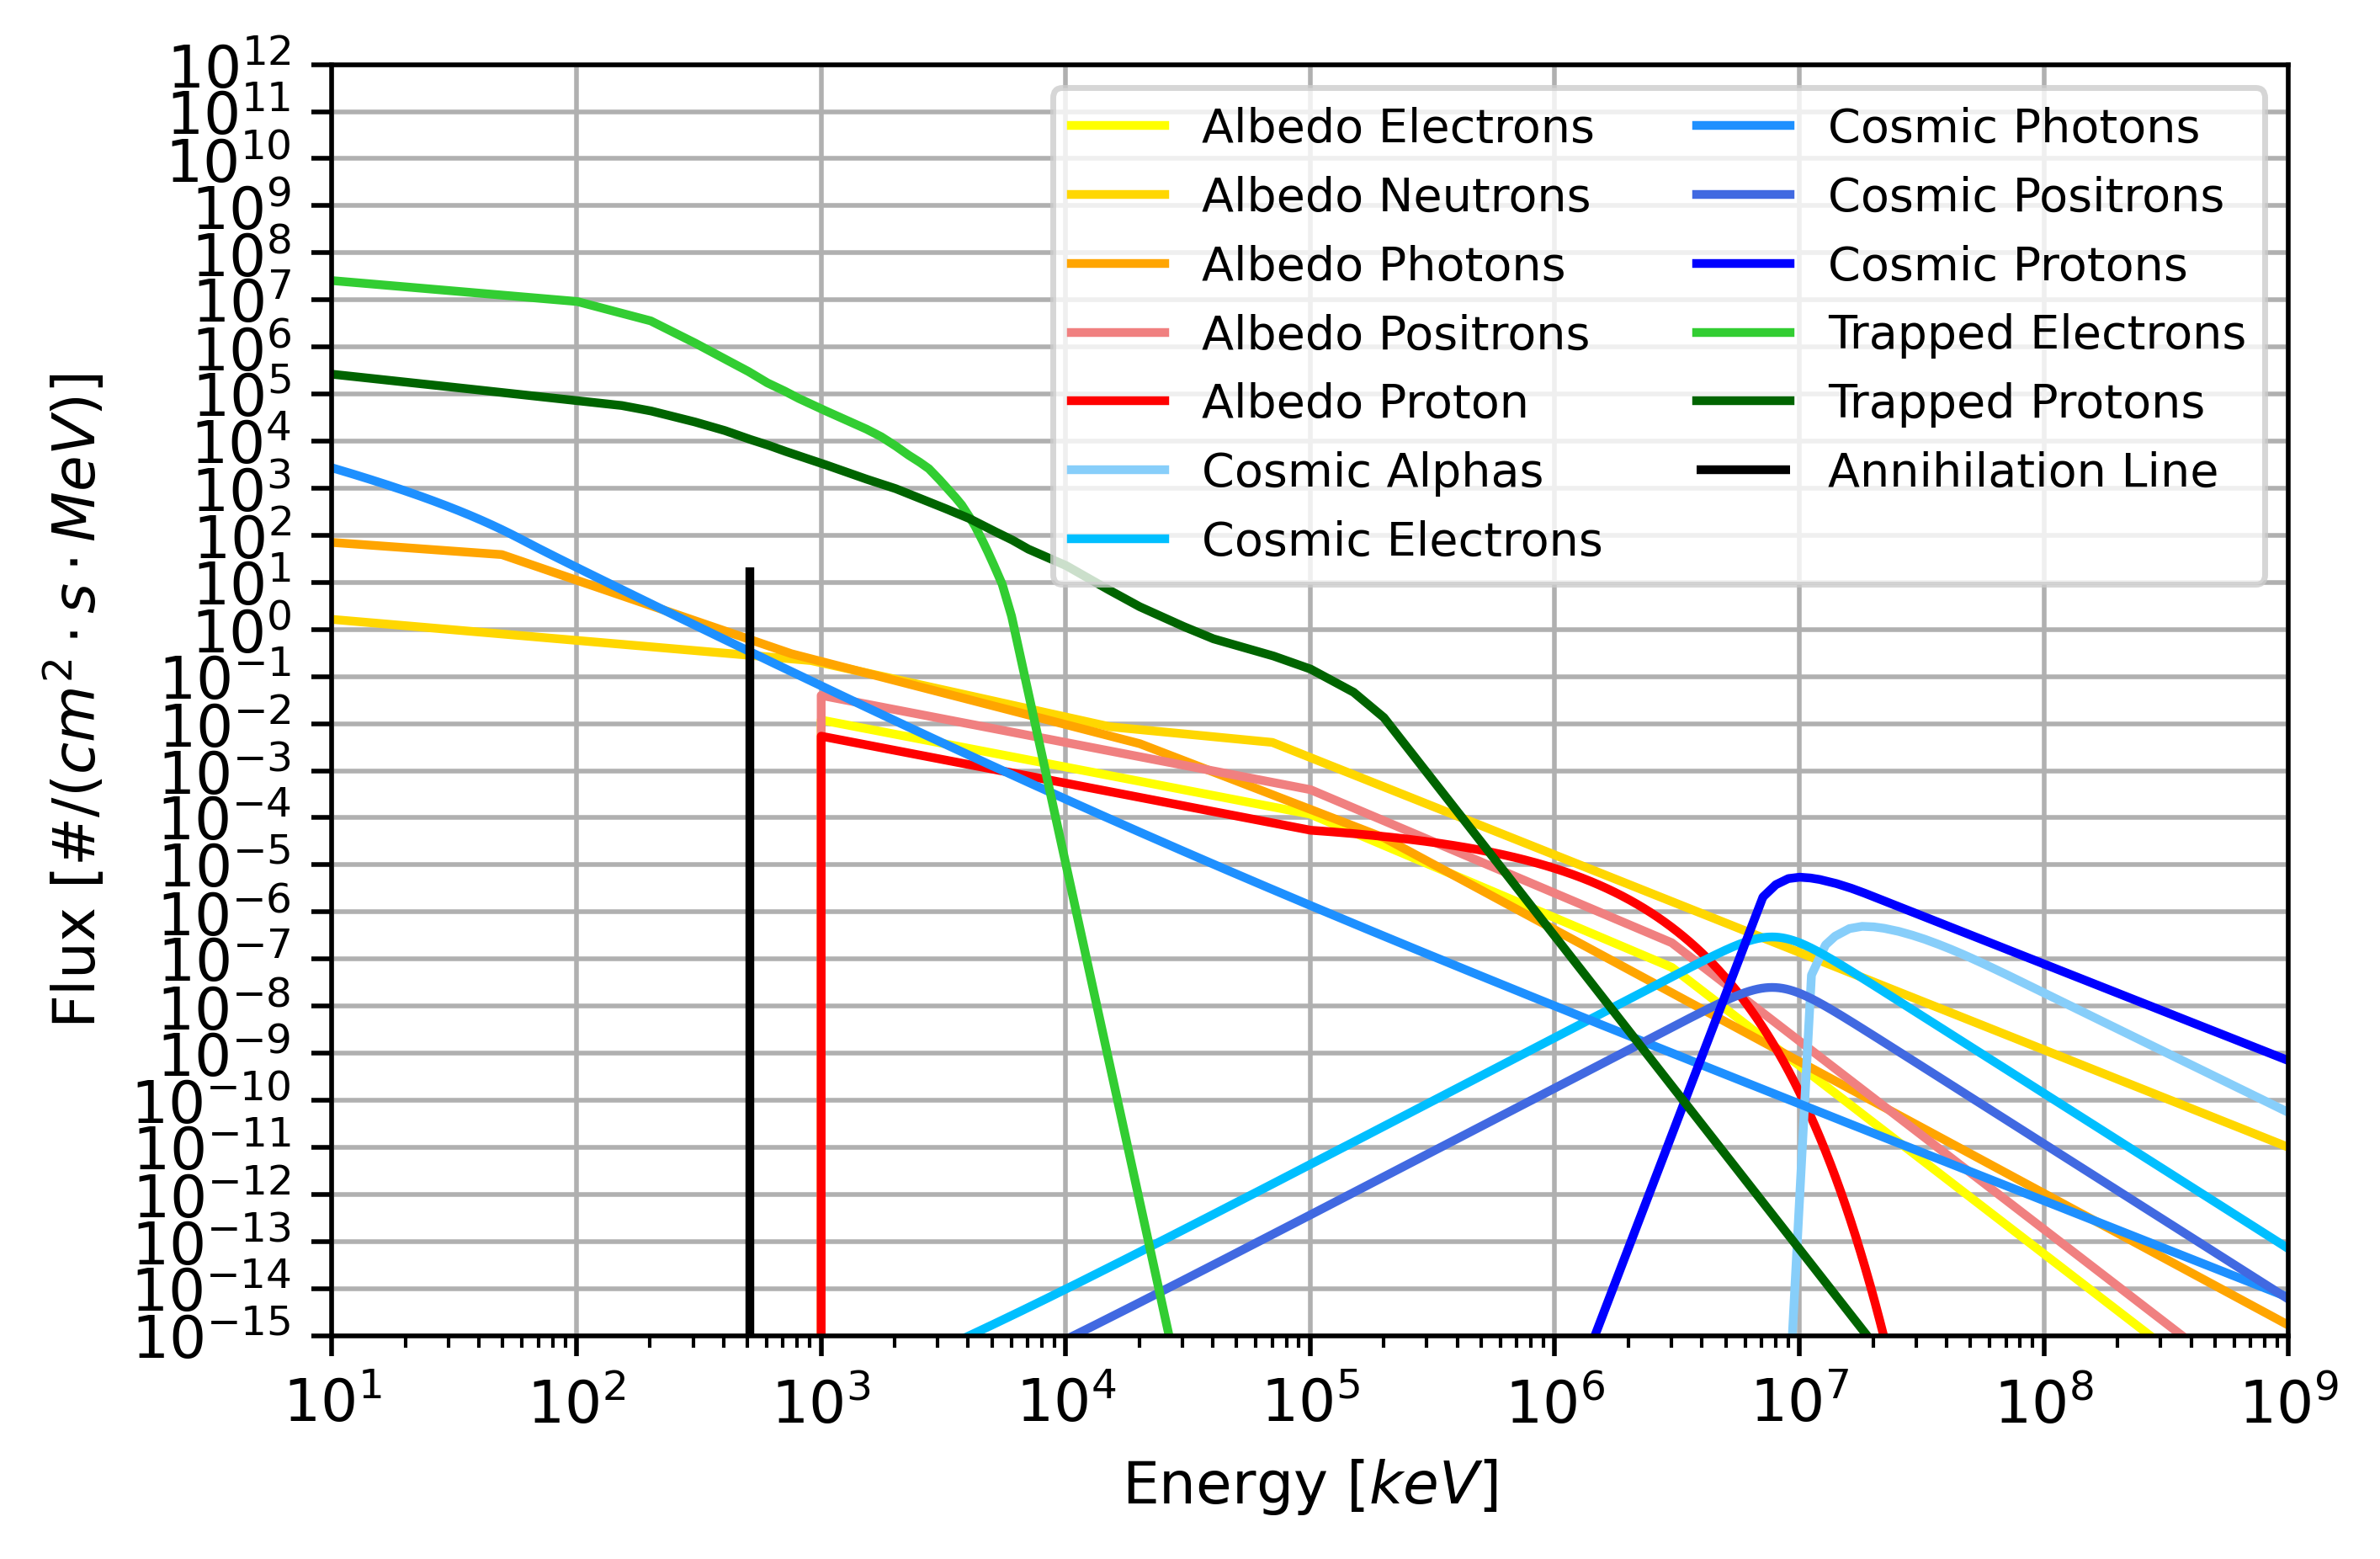 10^12
10^11
10^10
10^9
10^8
10^7
10^6
10^5
10^4
10^3
10^2
10^1
10^0
10^−1
10^−2
10^−3
10^−4
10^−5
10^−6
10^−7
10^−8
10^−9
10^−10
10^−11
10^−12
10^−13
10^−14
10^−15
Flux [#/(cm^2 · s · MeV)]
Albedo Electrons
Albedo Neutrons
Albedo Photons
Albedo Positrons
Albedo Proton
Cosmic Alphas
Cosmic Electrons
Cosmic Photons
Cosmic Positrons
Cosmic Protons
Trapped Electrons
Trapped Protons
Annihilation Line
10^1 10^2 10^3 10^4 10^5 10^6 10^7 10^8 10^9
Energy [keV]